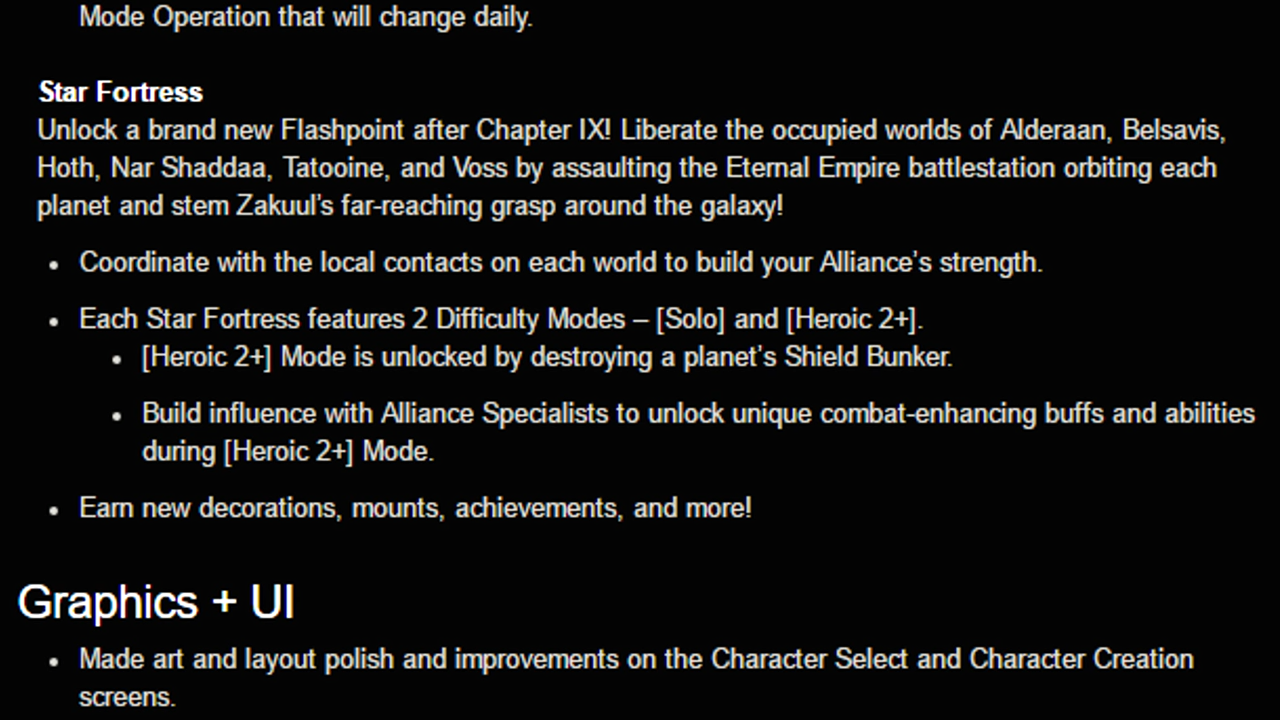 Mode Operation that will change daily.
Star Fortress
Unlock a brand new Flashpoint after Chapter IX! Liberate the occupied worlds of Alderaan, Belsavis,
Hoth, Nar Shaddaa, Tatooine, and Voss by assaulting the Eternal Empire battlestation orbiting each
planet and stem Zakuul’s far-reaching grasp around the galaxy!
• Coordinate with the local contacts on each world to build your Alliance’s strength.
• Each Star Fortress features 2 Difficulty Modes – [Solo] and [Heroic 2+].
• [Heroic 2+] Mode is unlocked by destroying a planet’s Shield Bunker.
• Build influence with Alliance Specialists to unlock unique combat-enhancing buffs and abilities
during [Heroic 2+] Mode.
• Earn new decorations, mounts, achievements, and more!
Graphics + UI
• Made art and layout polish and improvements on the Character Select and Character Creation
screens.